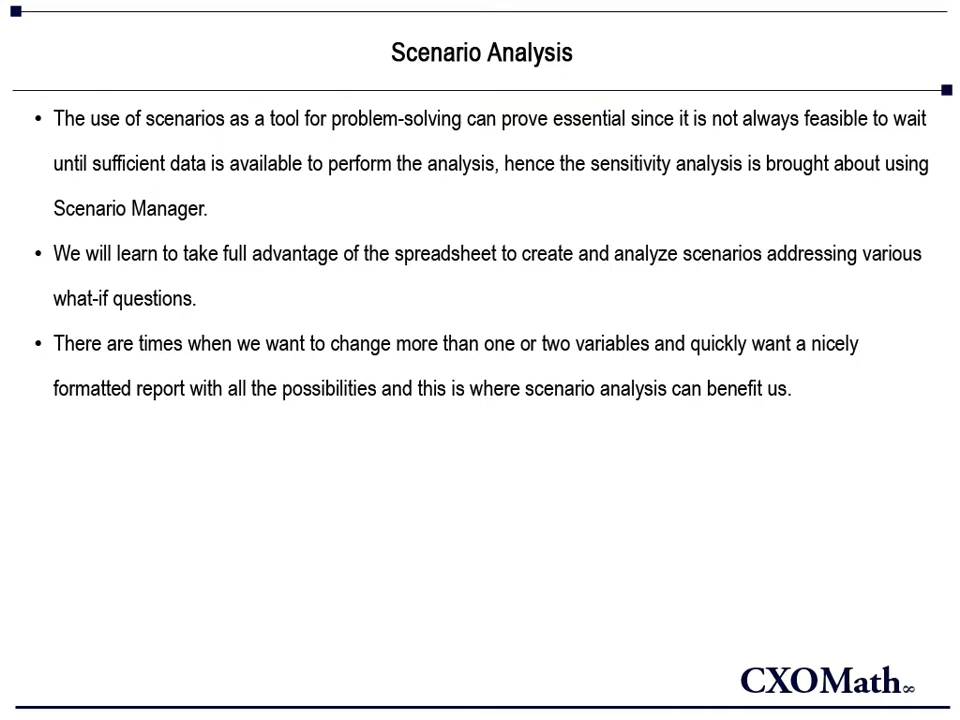 Scenario Analysis
• The use of scenarios as a tool for problem-solving can prove essential since it is not always feasible to wait
until sufficient data is available to perform the analysis, hence the sensitivity analysis is brought about using
Scenario Manager.
• We will learn to take full advantage of the spreadsheet to create and analyze scenarios addressing various
what-if questions.
• There are times when we want to change more than one or two variables and quickly want a nicely
formatted report with all the possibilities and this is where scenario analysis can benefit us.
CXOMath∞